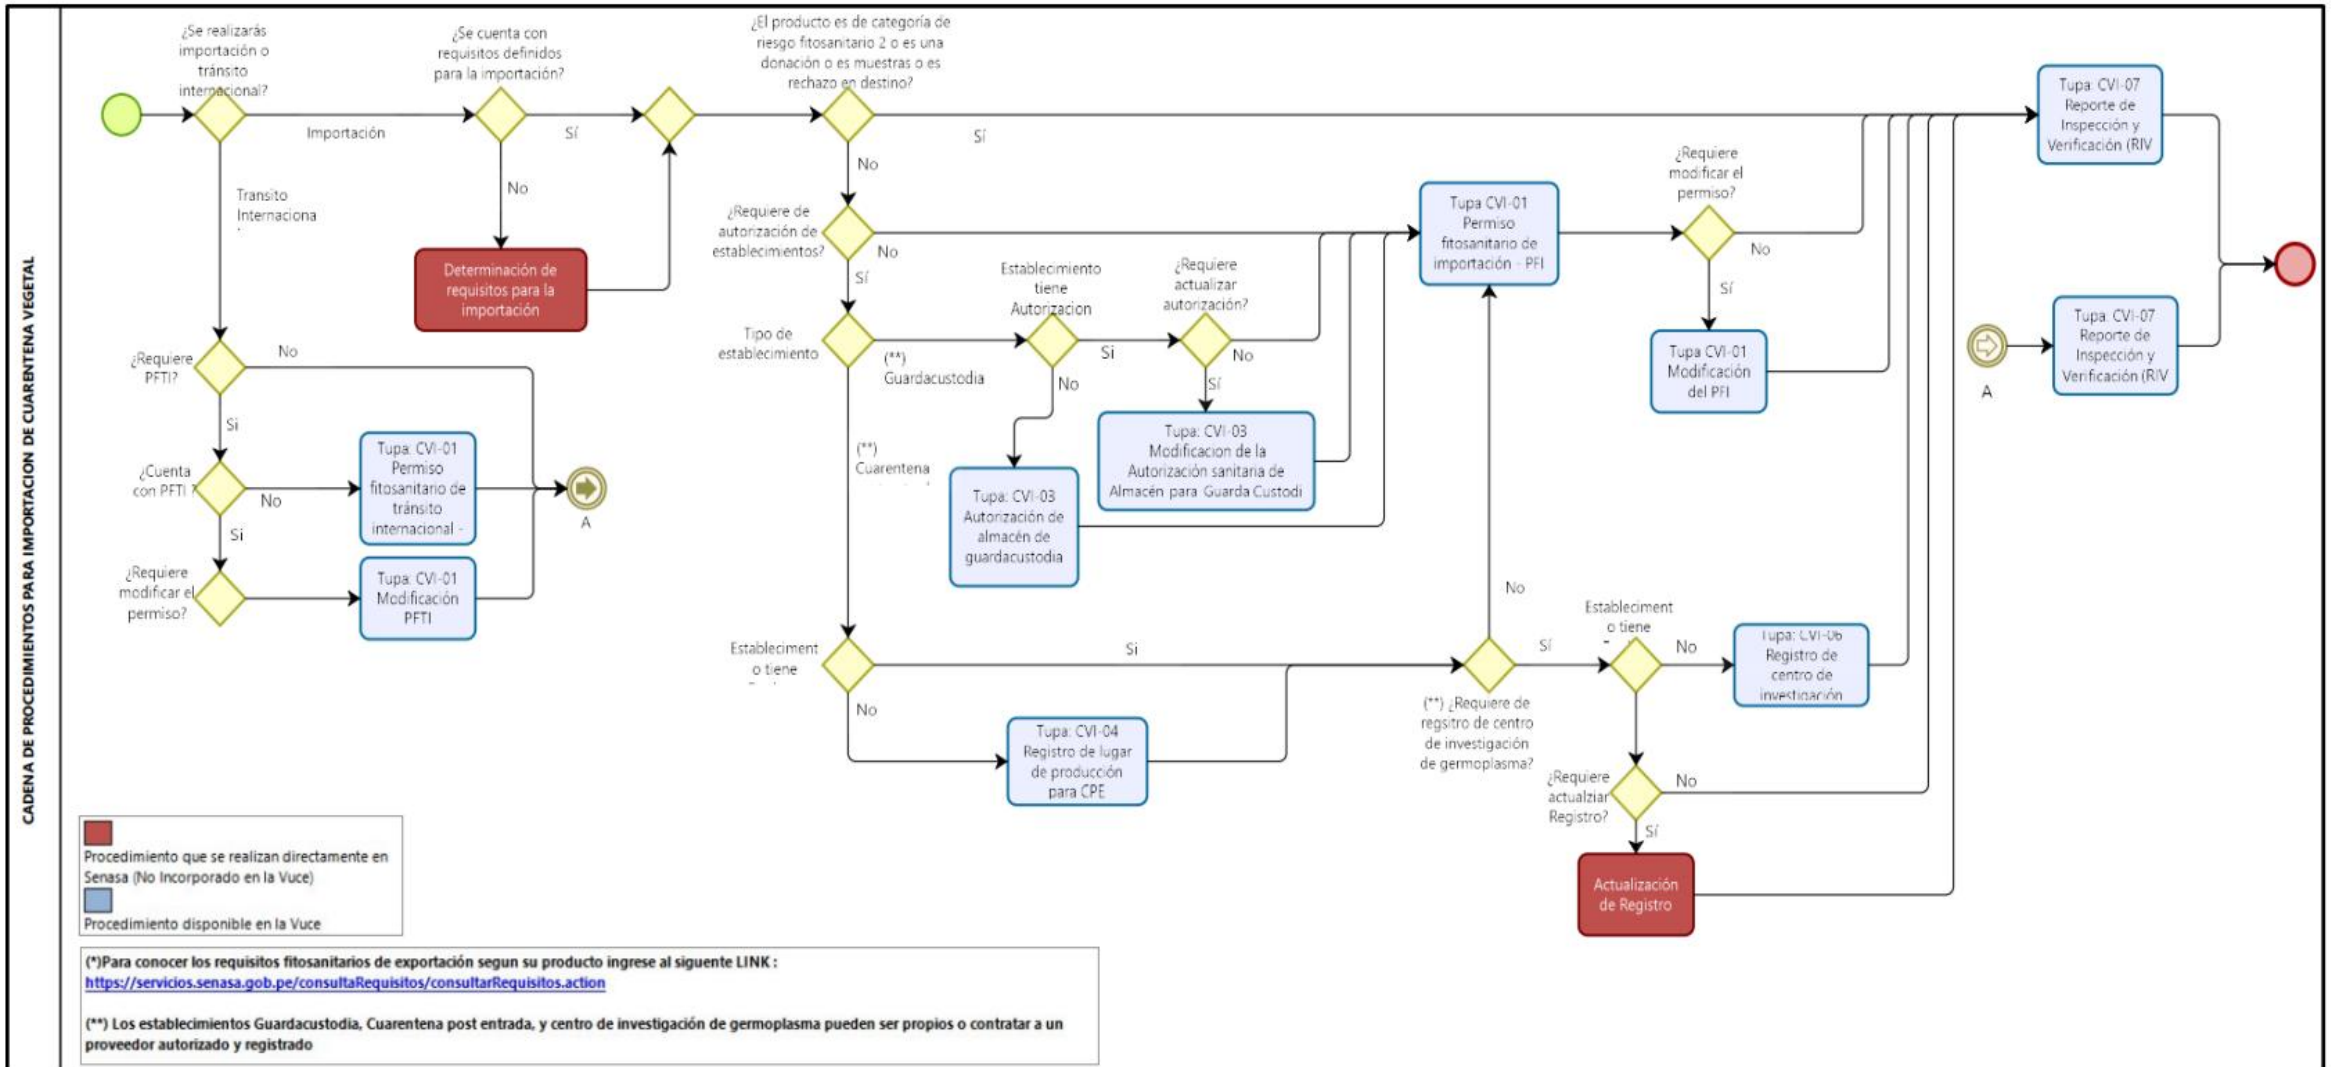 CADENA DE PROCEDIMIENTOS PARA IMPORTACION DE CUARENTENA VEGETAL
¿Se realizarás
importación o
tránsito
internacional?
Importación
Transito
Internaciona
¿Se cuenta con
requisitos definidos
para la importación?
Sí
No
Determinación de
requisitos para la
importación
¿El producto es de categoría de
riesgo fitosanitario 2 o es una
donación o es muestras o es
rechazo en destino?
Sí
No
¿Requiere de
autorización de
establecimientos?
No
Sí
Tipo de
establecimiento
(**)
Guardacustodia
(**)
Cuarentena
Establecimiento
tiene
Autorizacion
Si
No
¿Requiere
actualizar
autorización?
No
Sí
Tupa: CVI-03
Modificacion de la
Autorización sanitaria de
Almacén para Guarda Custodi
Tupa: CVI-03
Autorización de
almacén de
guardacustodia
Tupa CVI-01
Permiso
fitosanitario de
importación - PFI
¿Requiere
modificar el
permiso?
No
Sí
Tupa CVI-01
Modificación
del PFI
Tupa: CVI-07
Reporte de
Inspección y
Verificación (RIV
A
Tupa: CVI-07
Reporte de
Inspección y
Verificación (RIV
¿Requiere
PFTI?
No
Si
¿Cuenta
con PFTI ?
No
Si
Tupa: CVI-01
Permiso
fitosanitario de
tránsito
internacional -
A
¿Requiere
modificar el
permiso?
Tupa: CVI-01
Modificación
PFTI
Estableciment
o tiene
Si
No
Tupa: CVI-04
Registro de lugar
de producción
para CPE
No
Sí
(**) ¿Requiere de
regsitro de centro
de investigación
de germoplasma?
Estableciment
o tiene
No
Tupa: CVI-06
Registro de
centro de
investigación
¿Requiere
actualziar
Registro?
No
Sí
Actualización
de Registro
Procedimiento que se realizan directamente en
Senasa (No Incorporado en la Vuce)
Procedimiento disponible en la Vuce
(*)Para conocer los requisitos fitosanitarios de exportación segun su producto ingrese al siguente LINK :
https://servicios.senasa.gob.pe/consultaRequisitos/consultarRequisitos.action
(**) Los establecimientos Guardacustodia, Cuarentena post entrada, y centro de investigación de germoplasma pueden ser propios o contratar a un
proveedor autorizado y registrado